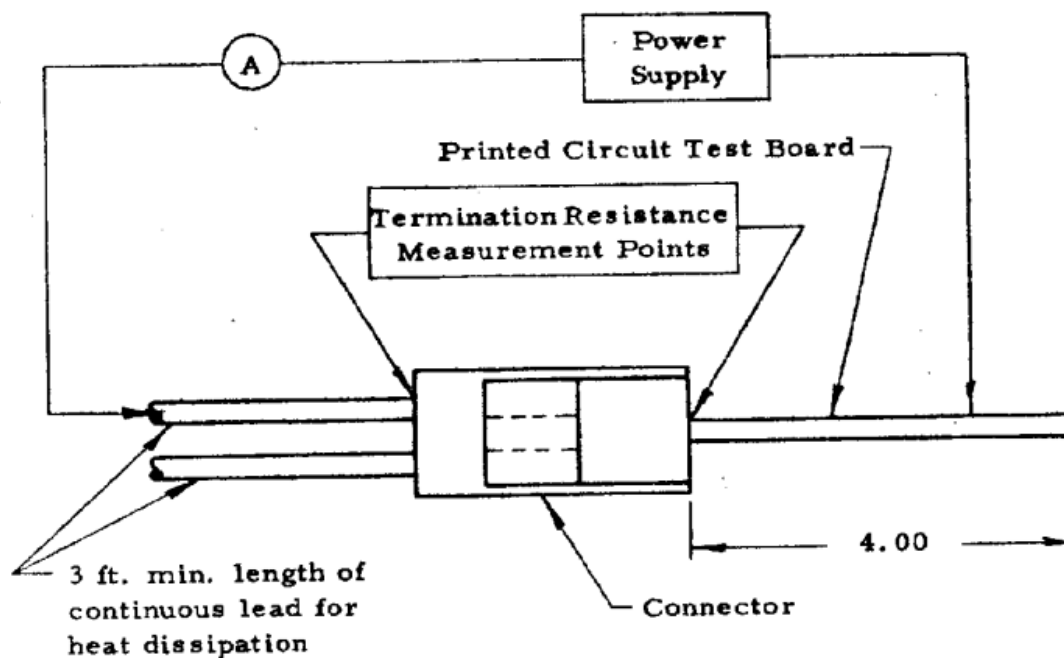 A
Power
Supply
Printed Circuit Test Board
Termination Resistance
Measurement Points
4.00
3 ft. min. length of
continuous lead for
heat dissipation
Connector